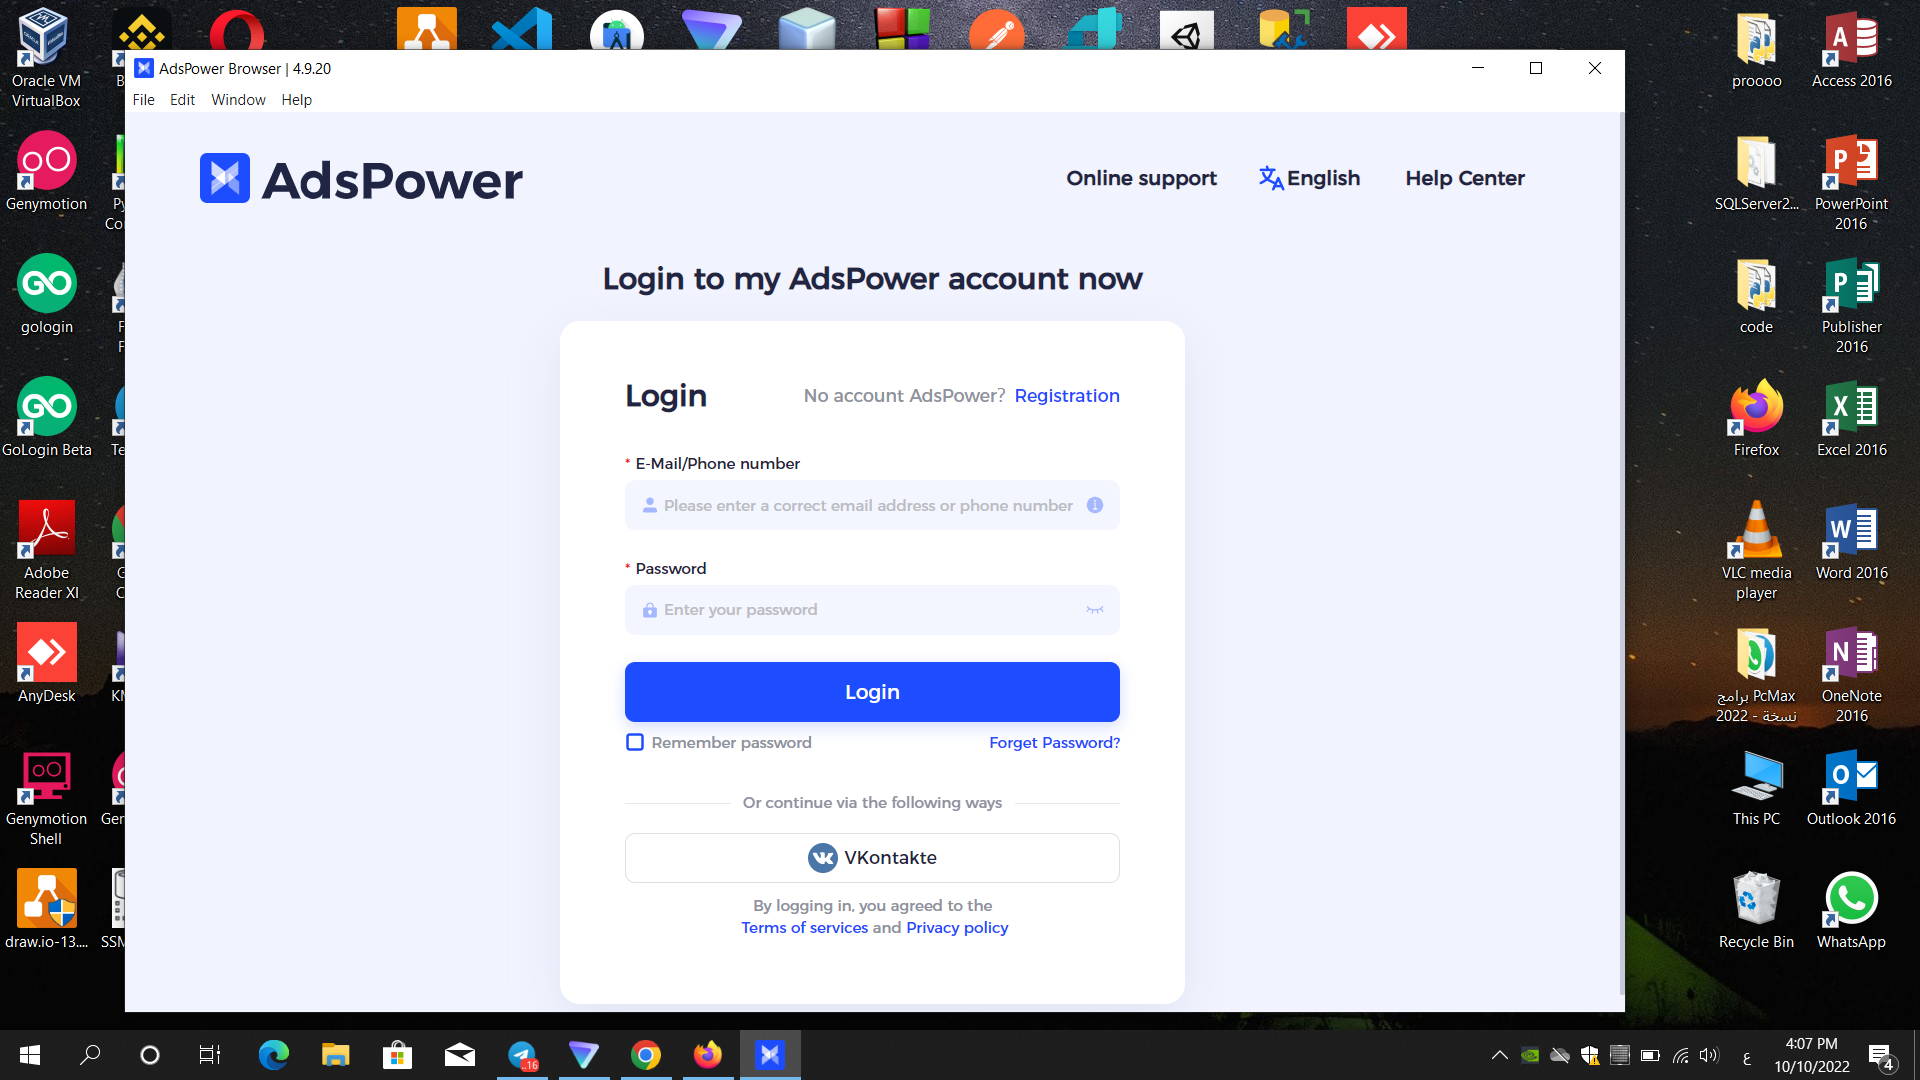 AdsPower Browser | 4.9.20
File Edit Window Help
AdsPower
Online support
English
Help Center
Login to my AdsPower account now
Login
No account AdsPower? Registration
* E-Mail/Phone number
Please enter a correct email address or phone number
* Password
Enter your password
Login
Remember password
Forget Password?
Or continue via the following ways
VKontakte
By logging in, you agreed to the
Terms of services and Privacy policy
Oracle VM
VirtualBox
Genymotion
gologin
GoLogin Beta
Adobe
Reader XI
AnyDesk
Genymotion
Shell
draw.io-13....
proooo
Access 2016
SQLServer2...
PowerPoint
2016
code
Publisher
2016
Firefox
Excel 2016
VLC media
player
Word 2016
برامج PcMax
نسخة - 2022
OneNote
2016
This PC
Outlook 2016
Recycle Bin
WhatsApp
..16
ع
4:07 PM
10/10/2022
4